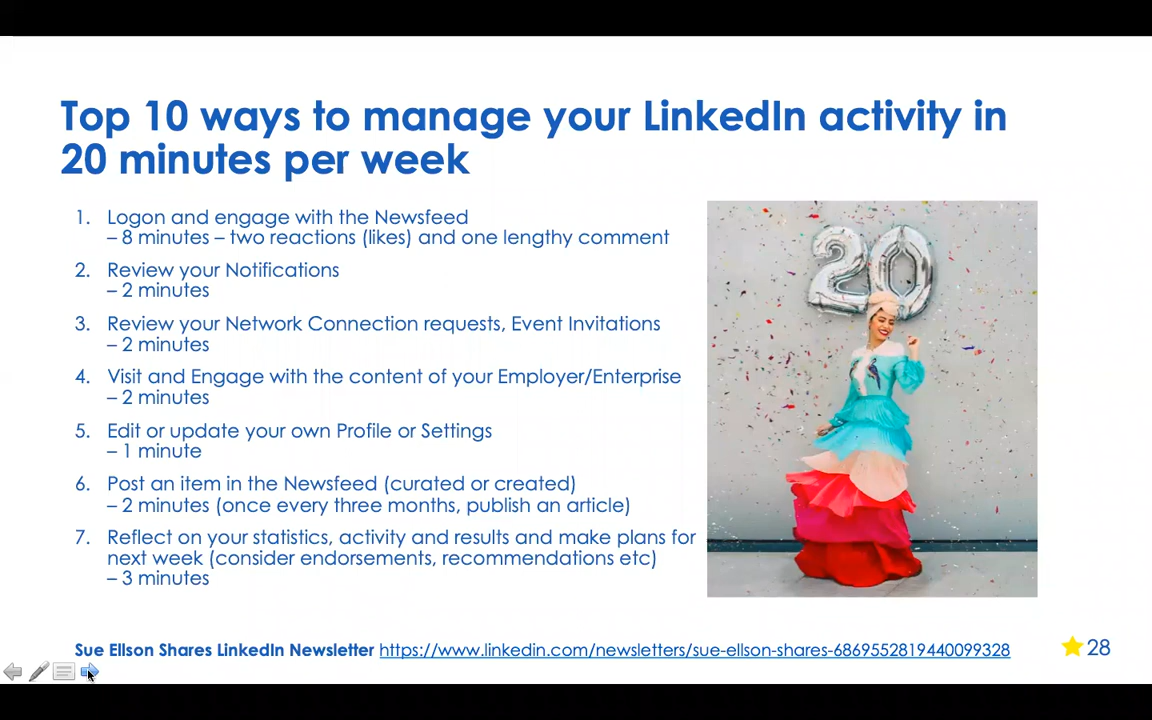 Top 10 ways to manage your LinkedIn activity in
20 minutes per week
1. Logon and engage with the Newsfeed
– 8 minutes – two reactions (likes) and one lengthy comment
2. Review your Notifications
– 2 minutes
3. Review your Network Connection requests, Event Invitations
– 2 minutes
4. Visit and Engage with the content of your Employer/Enterprise
– 2 minutes
5. Edit or update your own Profile or Settings
– 1 minute
6. Post an item in the Newsfeed (curated or created)
– 2 minutes (once every three months, publish an article)
7. Reflect on your statistics, activity and results and make plans for
next week (consider endorsements, recommendations etc)
– 3 minutes
20
Sue Ellson Shares LinkedIn Newsletter https://www.linkedin.com/newsletters/sue-ellson-shares-6869552819440099328
28